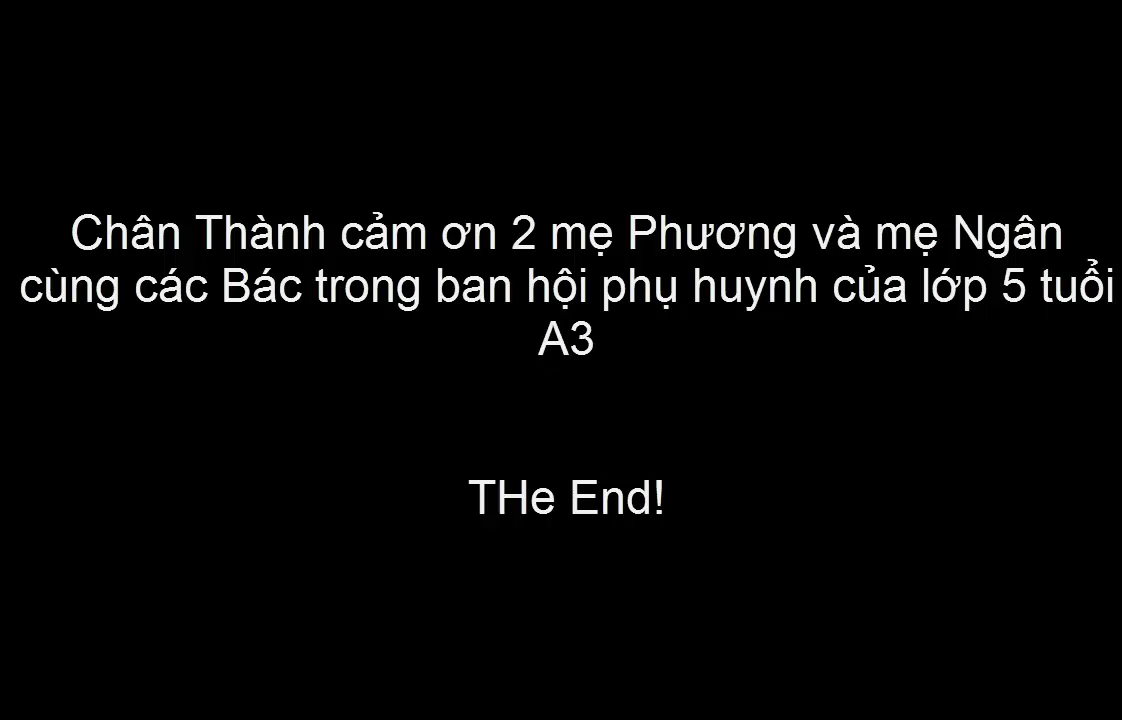 Chân Thành cảm ơn 2 mẹ Phương và mẹ Ngân
cùng các Bác trong ban hội phụ huynh của lớp 5 tuổi
A3
THe End!